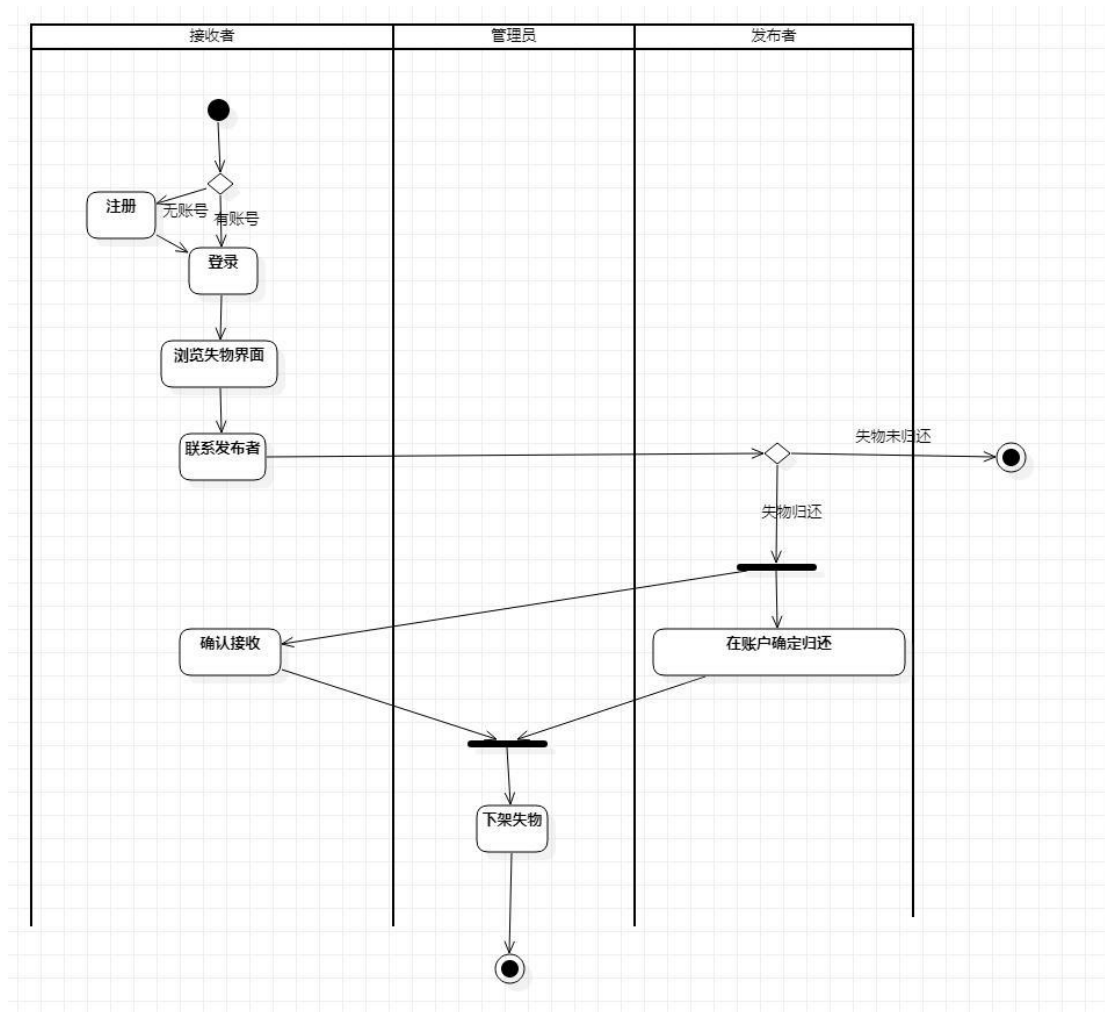 接收者
管理员
发布者
注册
无账号
有账号
登录
浏览失物界面
联系发布者
失物未归还
失物归还
确认接收
在账户确定归还
下架失物